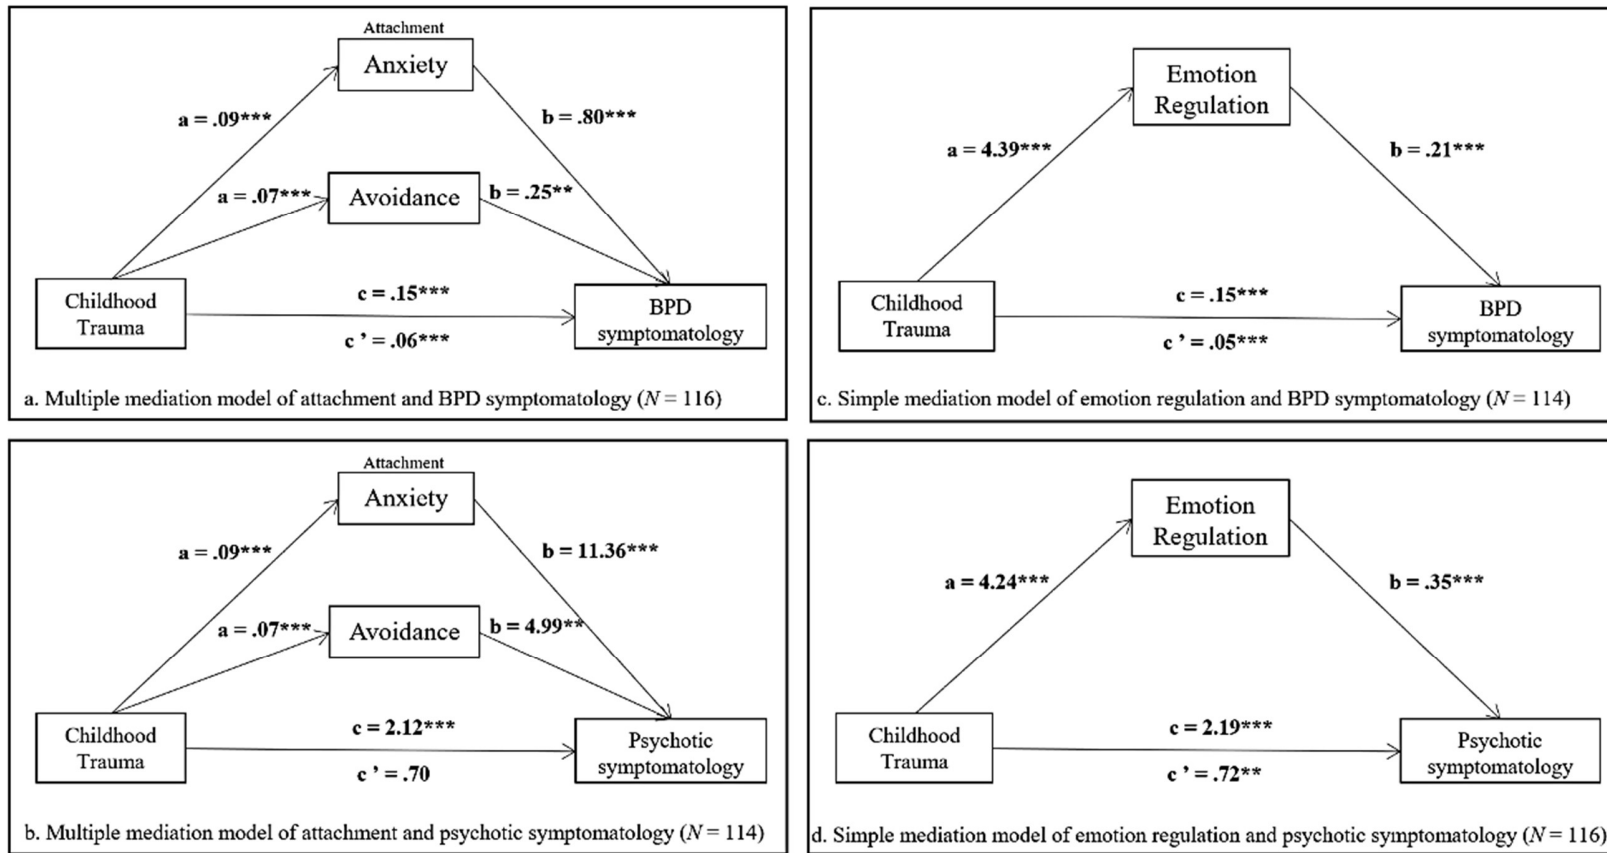 Attachment
Anxiety
a = .09***
b = .80***
a = .07***
Avoidance
b = .25**
Childhood
Trauma
c = .15***
c ’ = .06***
BPD
symptomatology
a. Multiple mediation model of attachment and BPD symptomatology (N = 116)
Emotion
Regulation
a = 4.39***
b = .21***
Childhood
Trauma
c = .15***
c ’ = .05***
BPD
symptomatology
c. Simple mediation model of emotion regulation and BPD symptomatology (N = 114)
Attachment
Anxiety
a = .09***
b = 11.36***
a = .07***
Avoidance
b = 4.99**
Childhood
Trauma
c = 2.12***
c ’ = .70
Psychotic
symptomatology
b. Multiple mediation model of attachment and psychotic symptomatology (N = 114)
Emotion
Regulation
a = 4.24***
b = .35***
Childhood
Trauma
c = 2.19***
c ’ = .72**
Psychotic
symptomatology
d. Simple mediation model of emotion regulation and psychotic symptomatology (N = 116)